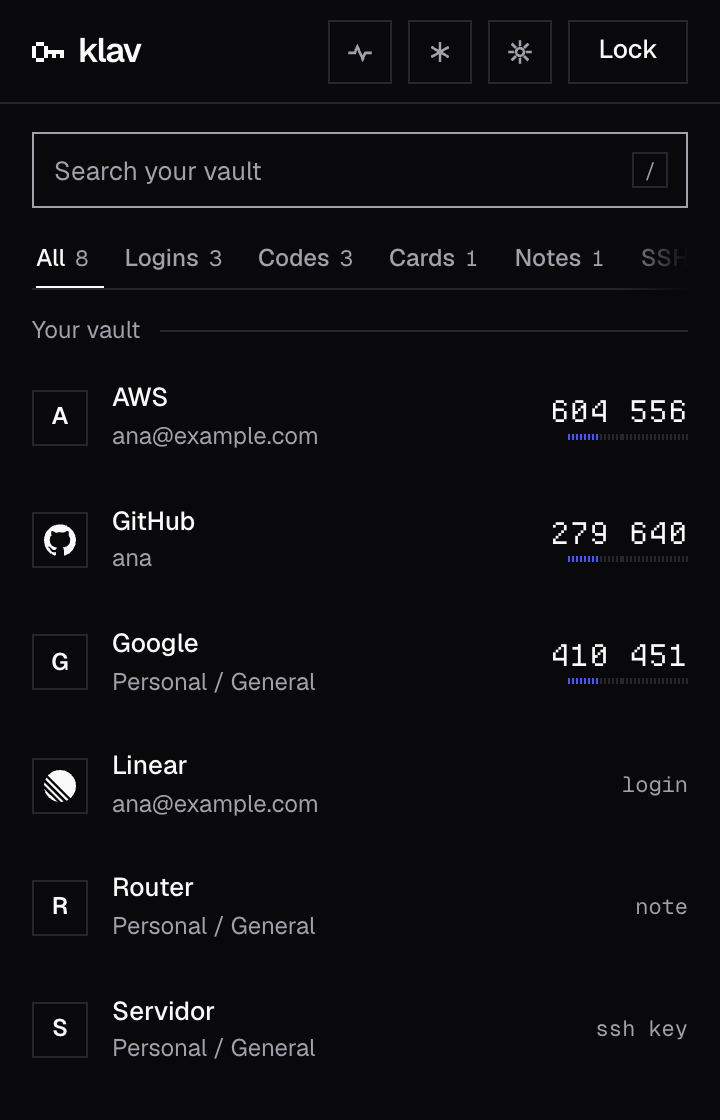 klav
Lock
Search your vault /
All 8 Logins 3 Codes 3 Cards 1 Notes 1 SSH
Your vault
A AWS 604 556
ana@example.com
GitHub 279 640
ana
G Google 410 451
Personal / General
Linear
ana@example.com login
R Router
Personal / General note
S Servidor
Personal / General ssh key